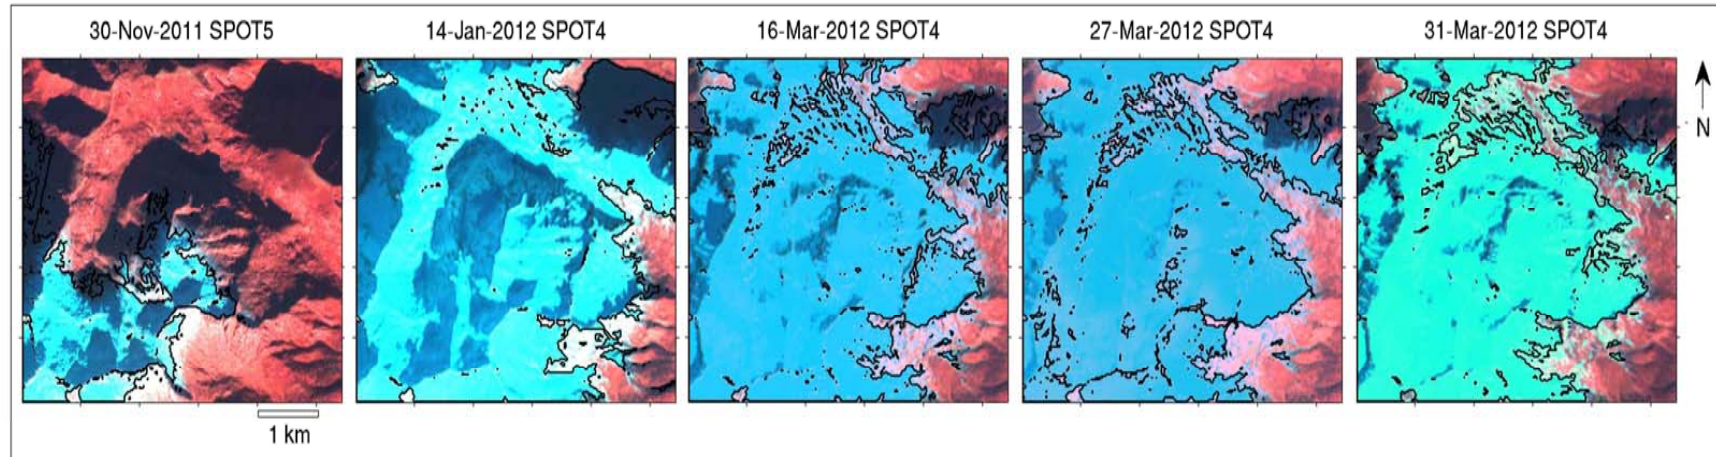 30-Nov-2011 SPOT5
14-Jan-2012 SPOT4
16-Mar-2012 SPOT4
27-Mar-2012 SPOT4
31-Mar-2012 SPOT4
N
1 km